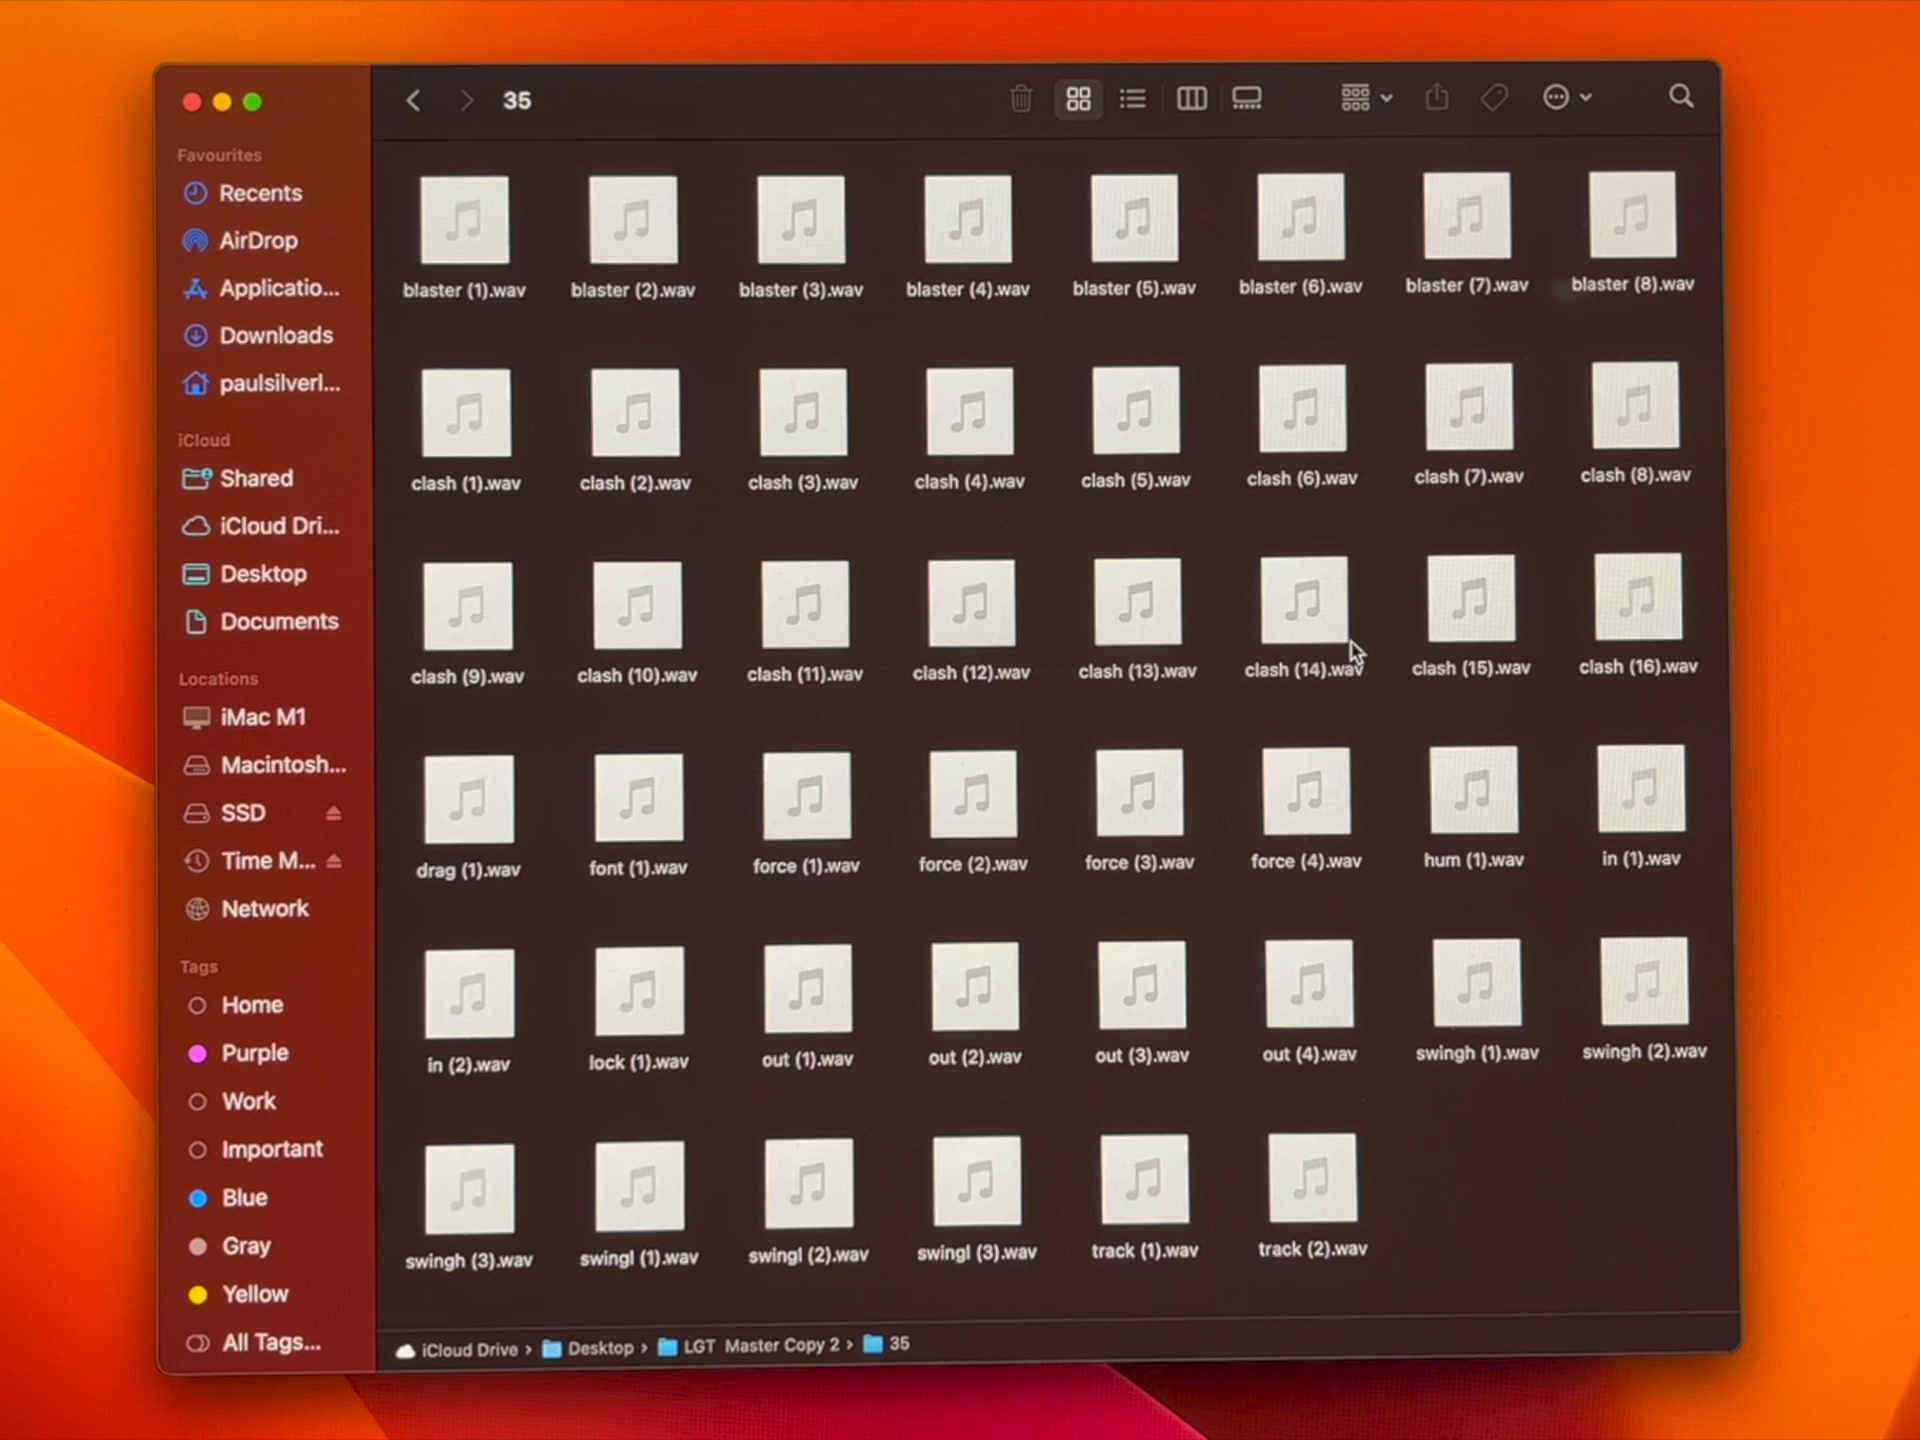 35
Favourites
Recents
AirDrop
Applicatio...
Downloads
paulsilverl...
iCloud
Shared
iCloud Dri...
Desktop
Documents
Locations
iMac M1
Macintosh...
SSD
Time M...
Network
Tags
Home
Purple
Work
Important
Blue
Gray
Yellow
All Tags...
blaster (1).wav blaster (2).wav blaster (3).wav blaster (4).wav blaster (5).wav blaster (6).wav blaster (7).wav blaster (8).wav
clash (1).wav clash (2).wav clash (3).wav clash (4).wav clash (5).wav clash (6).wav clash (7).wav clash (8).wav
clash (9).wav clash (10).wav clash (11).wav clash (12).wav clash (13).wav clash (14).wav clash (15).wav clash (16).wav
drag (1).wav font (1).wav force (1).wav force (2).wav force (3).wav force (4).wav hum (1).wav in (1).wav
in (2).wav lock (1).wav out (1).wav out (2).wav out (3).wav out (4).wav swingh (1).wav swingh (2).wav
swingh (3).wav swingl (1).wav swingl (2).wav swingl (3).wav track (1).wav track (2).wav
iCloud Drive › Desktop › LGT Master Copy 2 › 35